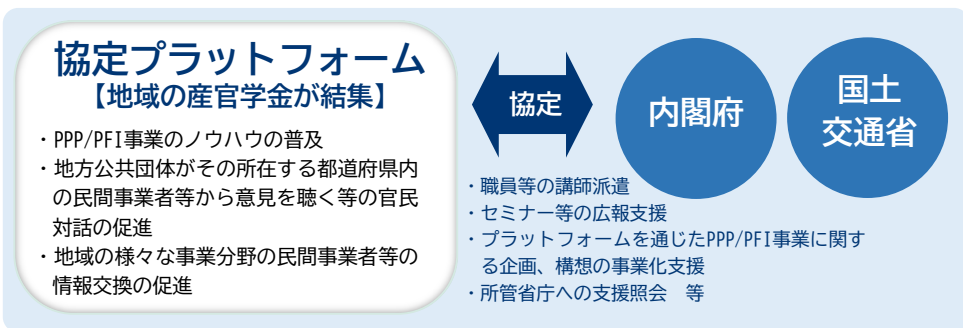 協定プラットフォーム
【地域の産官学金が結集】
・PPP/PFI事業のノウハウの普及
・地方公共団体がその所在する都道府県内
の民間事業者等から意見を聴く等の官民
対話の促進
・地域の様々な事業分野の民間事業者等の
情報交換の促進
協定
内閣府
国土
交通省
・職員等の講師派遣
・セミナー等の広報支援
・プラットフォームを通じたPPP/PFI事業に関す
る企画、構想の事業化支援
・所管省庁への支援照会　等